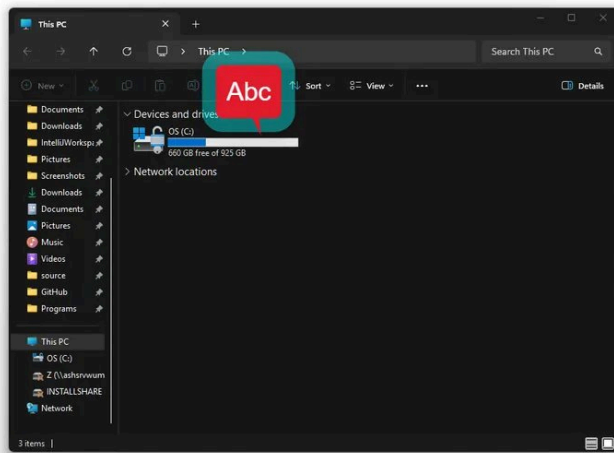 This PC
This PC
Search This PC
New
Sort
View
Details
Abc
Documents
Downloads
IntelliJWorkspa
Pictures
Screenshots
Downloads
Documents
Pictures
Music
Videos
source
GitHub
Programs
This PC
OS (C:)
Z (\\ashsrvwum
INSTALLSHARE
Network
Devices and drives
OS (C:)
660 GB free of 925 GB
Network locations
3 items